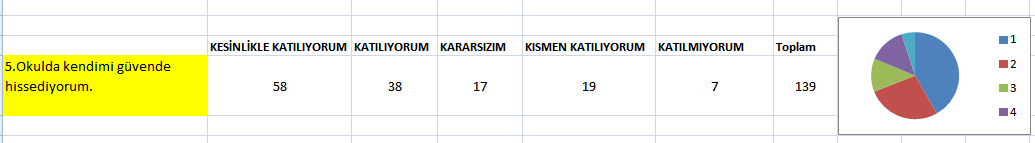 KESİNLİKLE KATILIYORUM KATILIYORUM KARARSIZIM KISMEN KATILIYORUM KATILMIYORUM Toplam
5.Okulda kendimi güvende
hissediyorum.
58 38 17 19 7 139
1
2
3
4